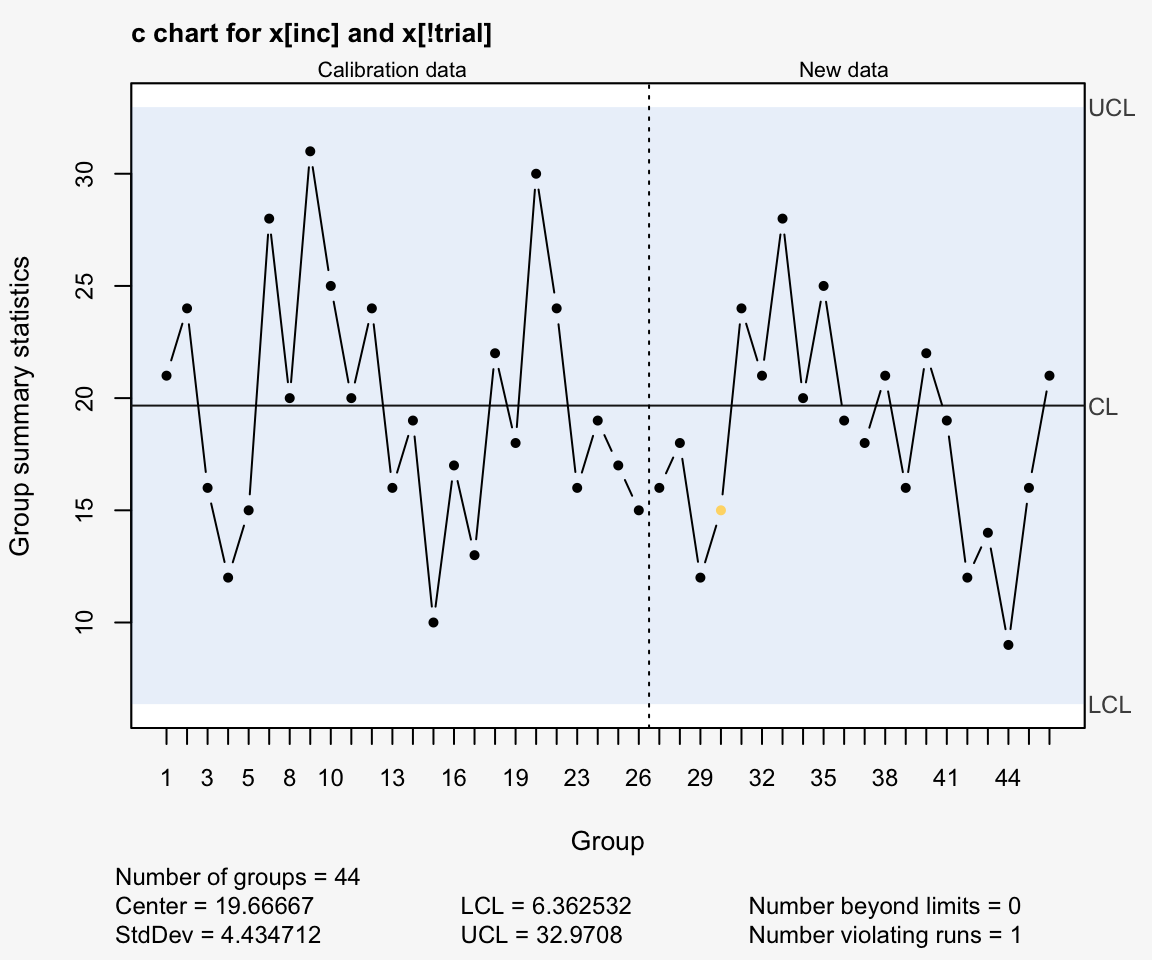 c chart for x[inc] and x[!trial]
Calibration data New data
UCL
30
25
20
15
10
CL
LCL
Group summary statistics
1 3 5 8 10 13 16 19 23 26 29 32 35 38 41 44
Group
Number of groups = 44
Center = 19.66667 LCL = 6.362532 Number beyond limits = 0
StdDev = 4.434712 UCL = 32.9708 Number violating runs = 1